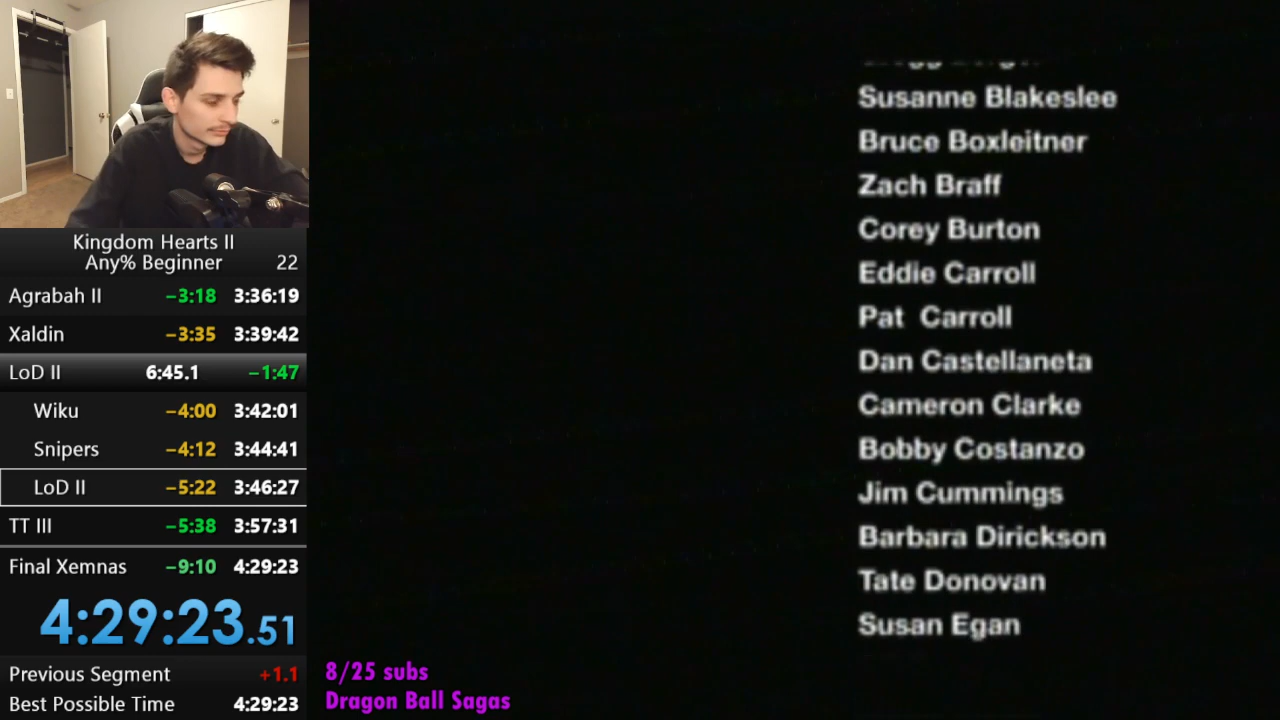 Susanne Blakeslee
Bruce Boxleitner
Zach Braff
Corey Burton
Eddie Carroll
Pat Carroll
Dan Castellaneta
Cameron Clarke
Bobby Costanzo
Jim Cummings
Barbara Dirickson
Tate Donovan
Susan Egan
Kingdom Hearts II
Any% Beginner 22
Agrabah II -3:18 3:36:19
Xaldin -3:35 3:39:42
LoD II 6:45.1 -1:47
Wiku -4:00 3:42:01
Snipers -4:12 3:44:41
LoD II -5:22 3:46:27
TT III -5:38 3:57:31
Final Xemnas -9:10 4:29:23
4:29:23.51
Previous Segment +1.1
Best Possible Time 4:29:23
8/25 subs
Dragon Ball Sagas